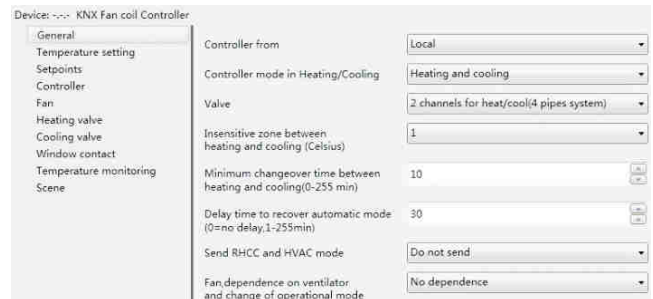 Device: -.-.- KNX Fan coil Controller
General
Temperature setting
Setpoints
Controller
Fan
Heating valve
Cooling valve
Window contact
Temperature monitoring
Scene
Controller from
Local
Controller mode in Heating/Cooling
Heating and cooling
Valve
2 channels for heat/cool(4 pipes system)
Insensitive zone between
heating and cooling (Celsius)
1
Minimum changeover time between
heating and cooling(0-255 min)
10
Delay time to recover automatic mode
(0=no delay,1-255min)
30
Send RHCC and HVAC mode
Do not send
Fan,dependence on ventilator
and change of operational mode
No dependence